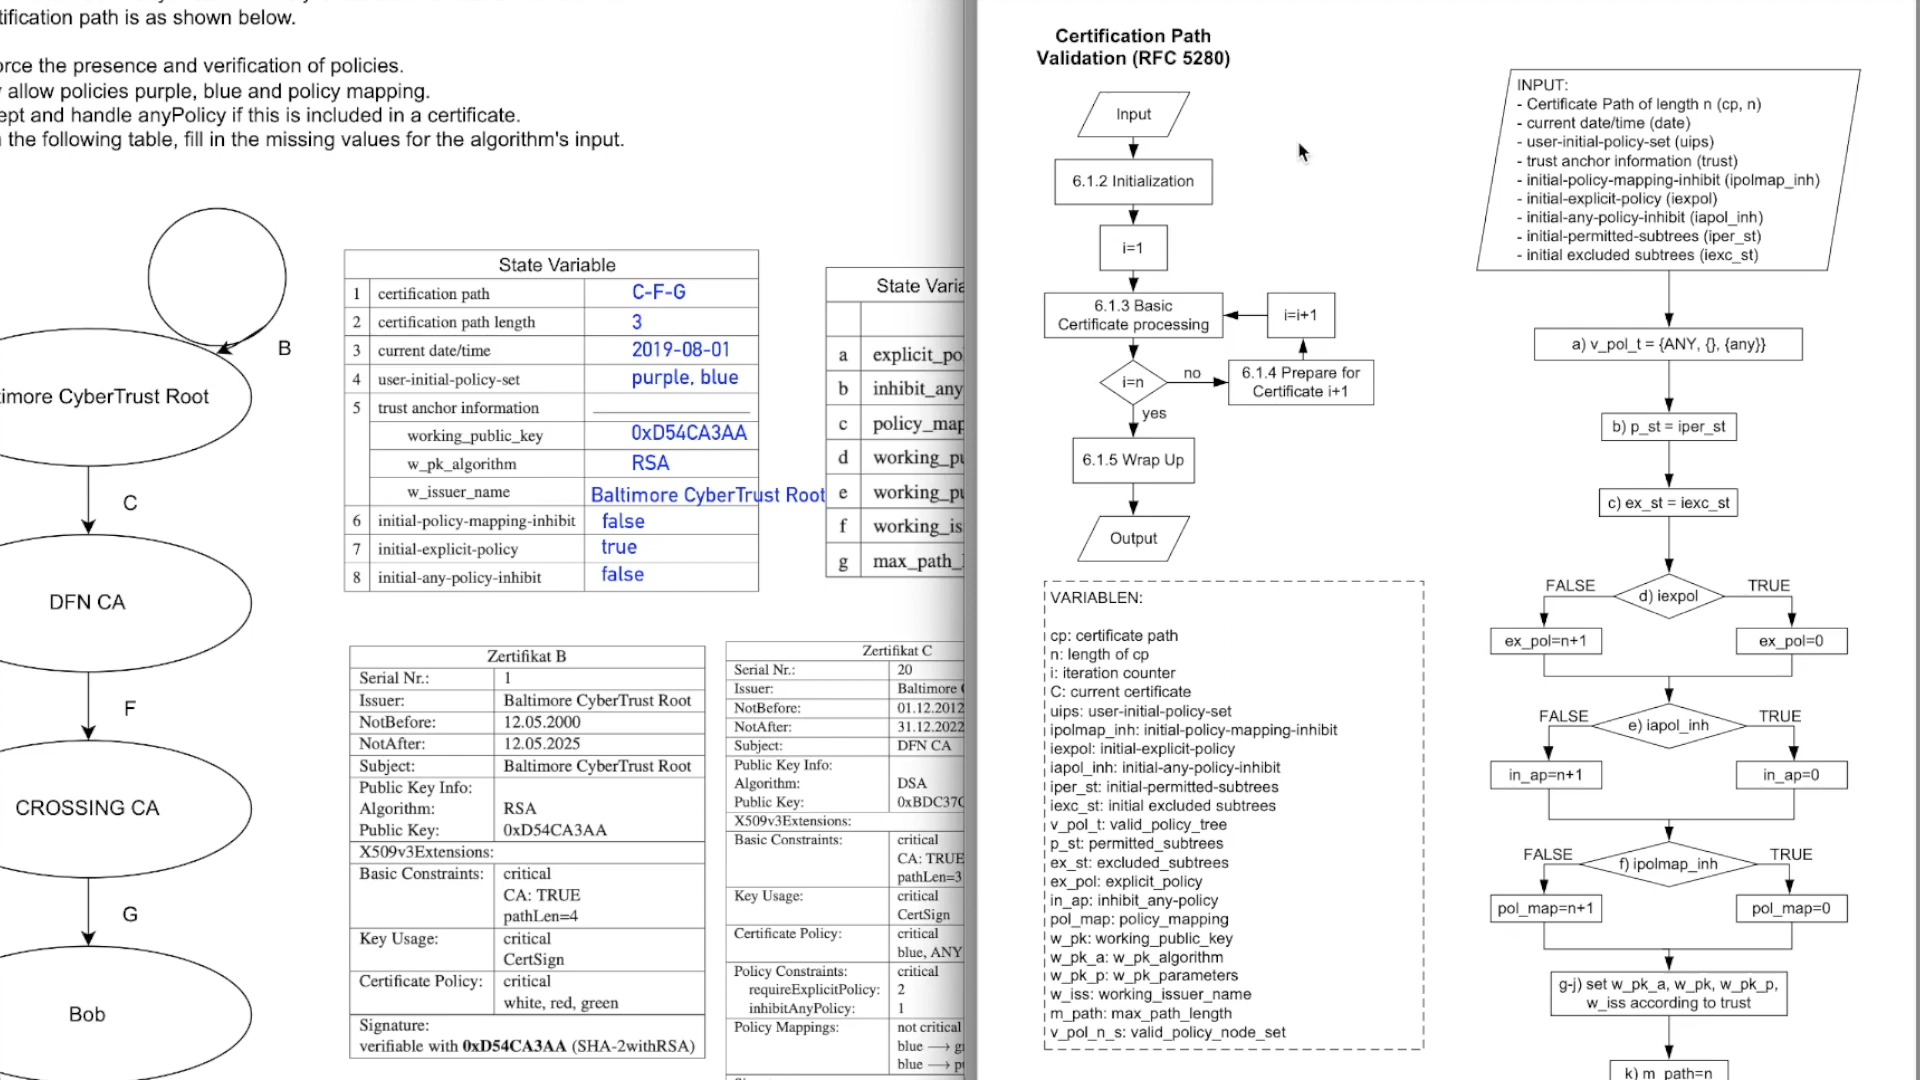 tification path is as shown below.
orce the presence and verification of policies.
allow policies purple, blue and policy mapping.
ept and handle anyPolicy if this is included in a certificate.
the following table, fill in the missing values for the algorithm's input.
B
timore CyberTrust Root
C
DFN CA
F
CROSSING CA
G
Bob
State Variable
1 certification path C-F-G
2 certification path length 3
3 current date/time 2019-08-01
4 user-initial-policy-set purple, blue
5 trust anchor information
working_public_key 0xD54CA3AA
w_pk_algorithm RSA
w_issuer_name Baltimore CyberTrust Root
6 initial-policy-mapping-inhibit false
7 initial-explicit-policy true
8 initial-any-policy-inhibit false
State Varia
a explicit_po
b inhibit_any
c policy_map
d working_pu
e working_pu
f working_is
g max_path_
Zertifikat B
Serial Nr.: 1
Issuer: Baltimore CyberTrust Root
NotBefore: 12.05.2000
NotAfter: 12.05.2025
Subject: Baltimore CyberTrust Root
Public Key Info:
Algorithm: RSA
Public Key: 0xD54CA3AA
X509v3Extensions:
Basic Constraints: critical
CA: TRUE
pathLen=4
Key Usage: critical
CertSign
Certificate Policy: critical
white, red, green
Signature:
verifiable with 0xD54CA3AA (SHA-2withRSA)
Zertifikat C
Serial Nr.: 20
Issuer: Baltimore
NotBefore: 01.12.2012
NotAfter: 31.12.2022
Subject: DFN CA
Public Key Info:
Algorithm: DSA
Public Key: 0xBDC37C
X509v3Extensions:
Basic Constraints: critical
CA: TRUE
pathLen=3
Key Usage: critical
CertSign
Certificate Policy: critical
blue, ANY
Policy Constraints: critical
requireExplicitPolicy: 2
inhibitAnyPolicy: 1
Policy Mappings: not critical
blue → g
blue → p
Certification Path
Validation (RFC 5280)
Input
6.1.2 Initialization
i=1
6.1.3 Basic
Certificate processing
i=i+1
i=n
no
6.1.4 Prepare for
Certificate i+1
yes
6.1.5 Wrap Up
Output
VARIABLEN:
cp: certificate path
n: length of cp
i: iteration counter
C: current certificate
uips: user-initial-policy-set
ipolmap_inh: initial-policy-mapping-inhibit
iexpol: initial-explicit-policy
iapol_inh: initial-any-policy-inhibit
iper_st: initial-permitted-subtrees
iexc_st: initial excluded subtrees
v_pol_t: valid_policy_tree
p_st: permitted_subtrees
ex_st: excluded_subtrees
ex_pol: explicit_policy
in_ap: inhibit_any-policy
pol_map: policy_mapping
w_pk: working_public_key
w_pk_a: w_pk_algorithm
w_pk_p: w_pk_parameters
w_iss: working_issuer_name
m_path: max_path_length
v_pol_n_s: valid_policy_node_set
INPUT:
- Certificate Path of length n (cp, n)
- current date/time (date)
- user-initial-policy-set (uips)
- trust anchor information (trust)
- initial-policy-mapping-inhibit (ipolmap_inh)
- initial-explicit-policy (iexpol)
- initial-any-policy-inhibit (iapol_inh)
- initial-permitted-subtrees (iper_st)
- initial excluded subtrees (iexc_st)
a) v_pol_t = {ANY, {}, {any}}
b) p_st = iper_st
c) ex_st = iexc_st
FALSE d) iexpol TRUE
ex_pol=n+1 ex_pol=0
FALSE e) iapol_inh TRUE
in_ap=n+1 in_ap=0
FALSE f) ipolmap_inh TRUE
pol_map=n+1 pol_map=0
g-j) set w_pk_a, w_pk, w_pk_p,
w_iss according to trust
k) m_path=n